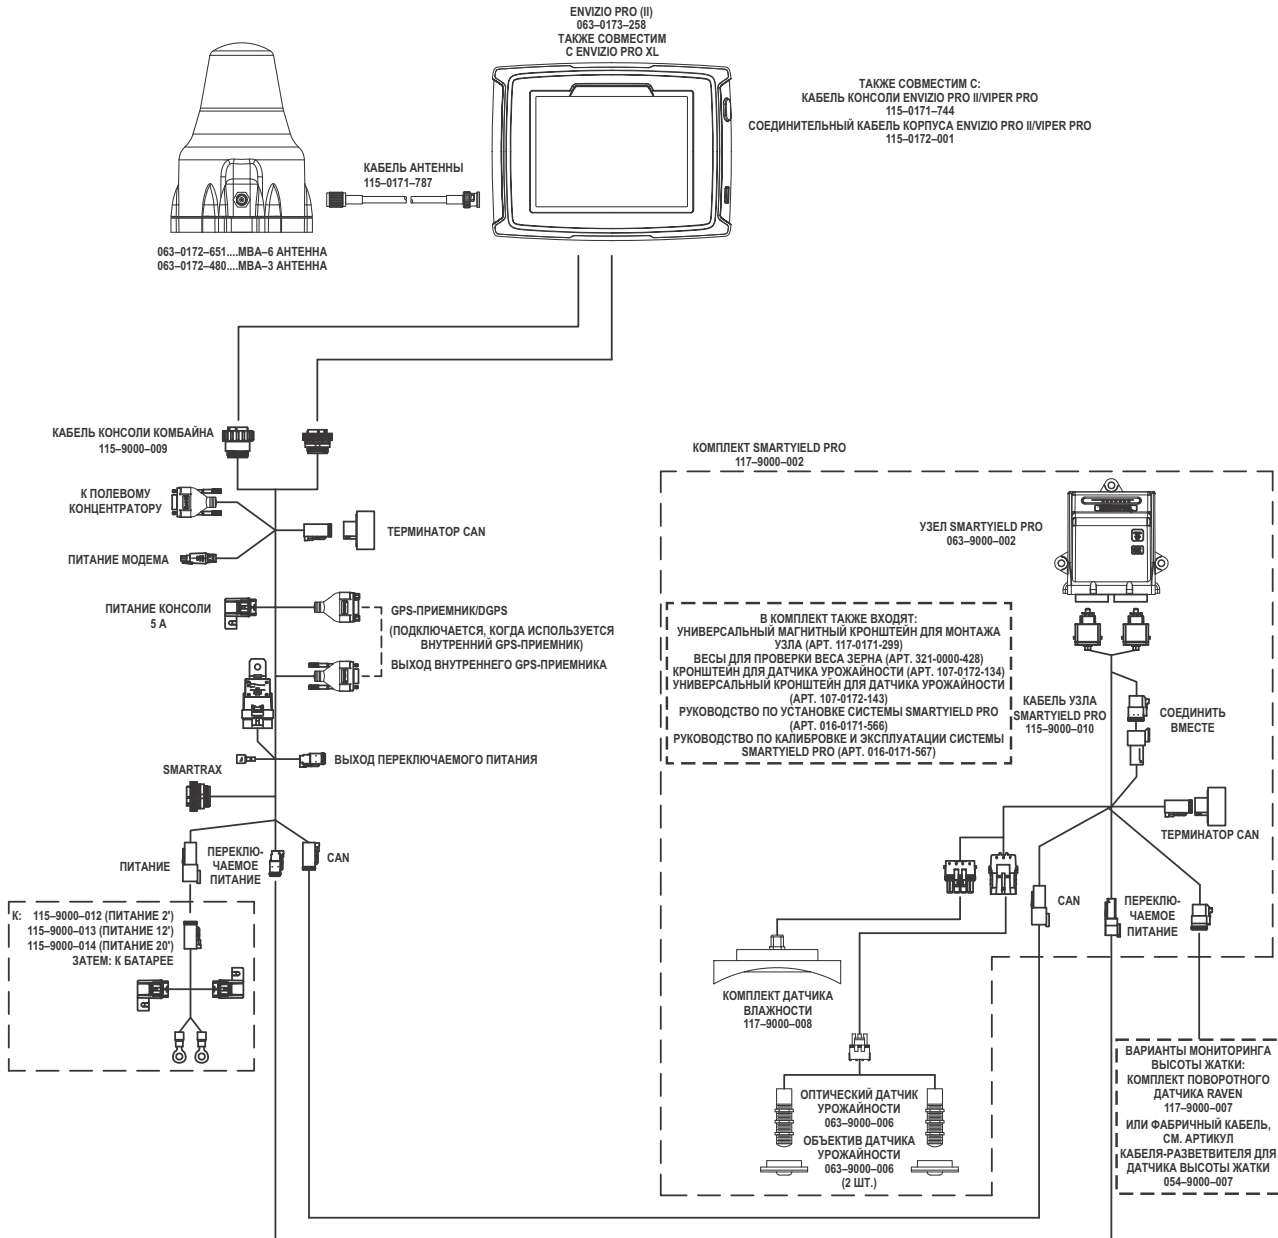 ENVIZIO PRO (II)
063–0173–258
ТАКЖЕ СОВМЕСТИМ
С ENVIZIO PRO XL
ТАКЖЕ СОВМЕСТИМ С:
КАБЕЛЬ КОНСОЛИ ENVIZIO PRO II/VIPER PRO
115–0171–744
СОЕДИНИТЕЛЬНЫЙ КАБЕЛЬ КОРПУСА ENVIZIO PRO II/VIPER PRO
115–0172–001
КАБЕЛЬ АНТЕННЫ
115–0171–787
063–0172–651....MBA–6 АНТЕННА
063–0172–480....MBA–3 АНТЕННА
КАБЕЛЬ КОНСОЛИ КОМБАЙНА
115–9000–009
К ПОЛЕВОМУ
КОНЦЕНТРАТОРУ
ТЕРМИНАТОР CAN
ПИТАНИЕ МОДЕМА
ПИТАНИЕ КОНСОЛИ
5 А
GPS-ПРИЕМНИК/DGPS
(ПОДКЛЮЧАЕТСЯ, КОГДА ИСПОЛЬЗУЕТСЯ
ВНУТРЕННИЙ GPS-ПРИЕМНИК)
ВЫХОД ВНУТРЕННЕГО GPS-ПРИЕМНИКА
ВЫХОД ПЕРЕКЛЮЧАЕМОГО ПИТАНИЯ
SMARTRAX
ПИТАНИЕ
ПЕРЕКЛЮ-
ЧАЕМОЕ
ПИТАНИЕ
CAN
К: 115–9000–012 (ПИТАНИЕ 2')
115–9000–013 (ПИТАНИЕ 12')
115–9000–014 (ПИТАНИЕ 20')
ЗАТЕМ: К БАТАРЕЕ
КОМПЛЕКТ SMARTYIELD PRO
117–9000–002
УЗЕЛ SMARTYIELD PRO
063–9000–002
В КОМПЛЕКТ ТАКЖЕ ВХОДЯТ:
УНИВЕРСАЛЬНЫЙ МАГНИТНЫЙ КРОНШТЕЙН ДЛЯ МОНТАЖА
УЗЛА (АРТ. 117-0171-299)
ВЕСЫ ДЛЯ ПРОВЕРКИ ВЕСА ЗЕРНА (АРТ. 321-0000-428)
КРОНШТЕЙН ДЛЯ ДАТЧИКА УРОЖАЙНОСТИ (АРТ. 107-0172-134)
УНИВЕРСАЛЬНЫЙ КРОНШТЕЙН ДЛЯ ДАТЧИКА УРОЖАЙНОСТИ
(АРТ. 107-0172-143)
РУКОВОДСТВО ПО УСТАНОВКЕ СИСТЕМЫ SMARTYIELD PRO
(АРТ. 016-0171-566)
РУКОВОДСТВО ПО КАЛИБРОВКЕ И ЭКСПЛУАТАЦИИ СИСТЕМЫ
SMARTYIELD PRO (АРТ. 016-0171-567)
КАБЕЛЬ УЗЛА
SMARTYIELD PRO
115–9000–010
СОЕДИНИТЬ
ВМЕСТЕ
ТЕРМИНАТОР CAN
CAN
ПЕРЕКЛЮ-
ЧАЕМОЕ
ПИТАНИЕ
КОМПЛЕКТ ДАТЧИКА
ВЛАЖНОСТИ
117–9000–008
ОПТИЧЕСКИЙ ДАТЧИК
УРОЖАЙНОСТИ
063–9000–006
ОБЪЕКТИВ ДАТЧИКА
УРОЖАЙНОСТИ
063–9000–006
(2 ШТ.)
ВАРИАНТЫ МОНИТОРИНГА
ВЫСОТЫ ЖАТКИ:
КОМПЛЕКТ ПОВОРОТНОГО
ДАТЧИКА RAVEN
117–9000–007
ИЛИ ФАБРИЧНЫЙ КАБЕЛЬ,
СМ. АРТИКУЛ
КАБЕЛЯ-РАЗВЕТВИТЕЛЯ ДЛЯ
ДАТЧИКА ВЫСОТЫ ЖАТКИ
054–9000–007